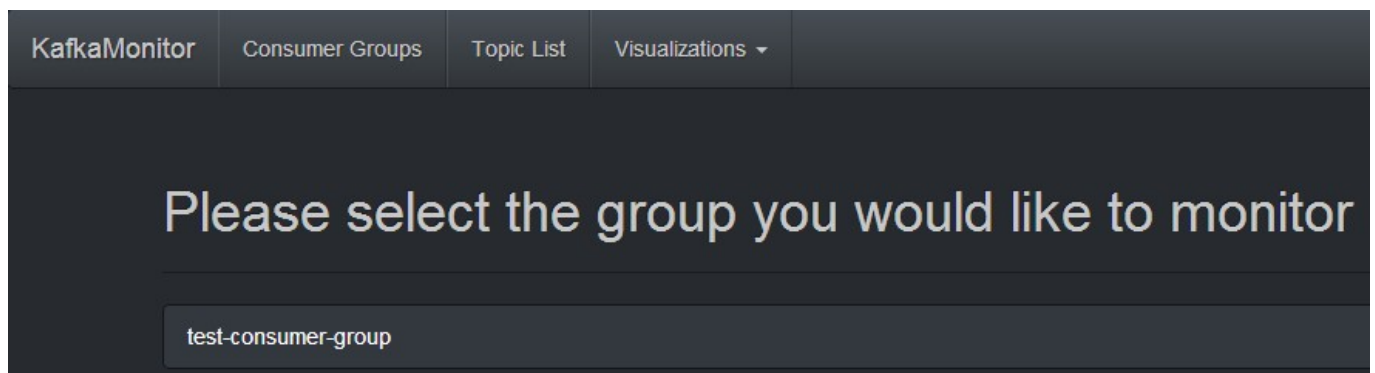 KafkaMonitor Consumer Groups Topic List Visualizations
Please select the group you would like to monitor
test-consumer-group